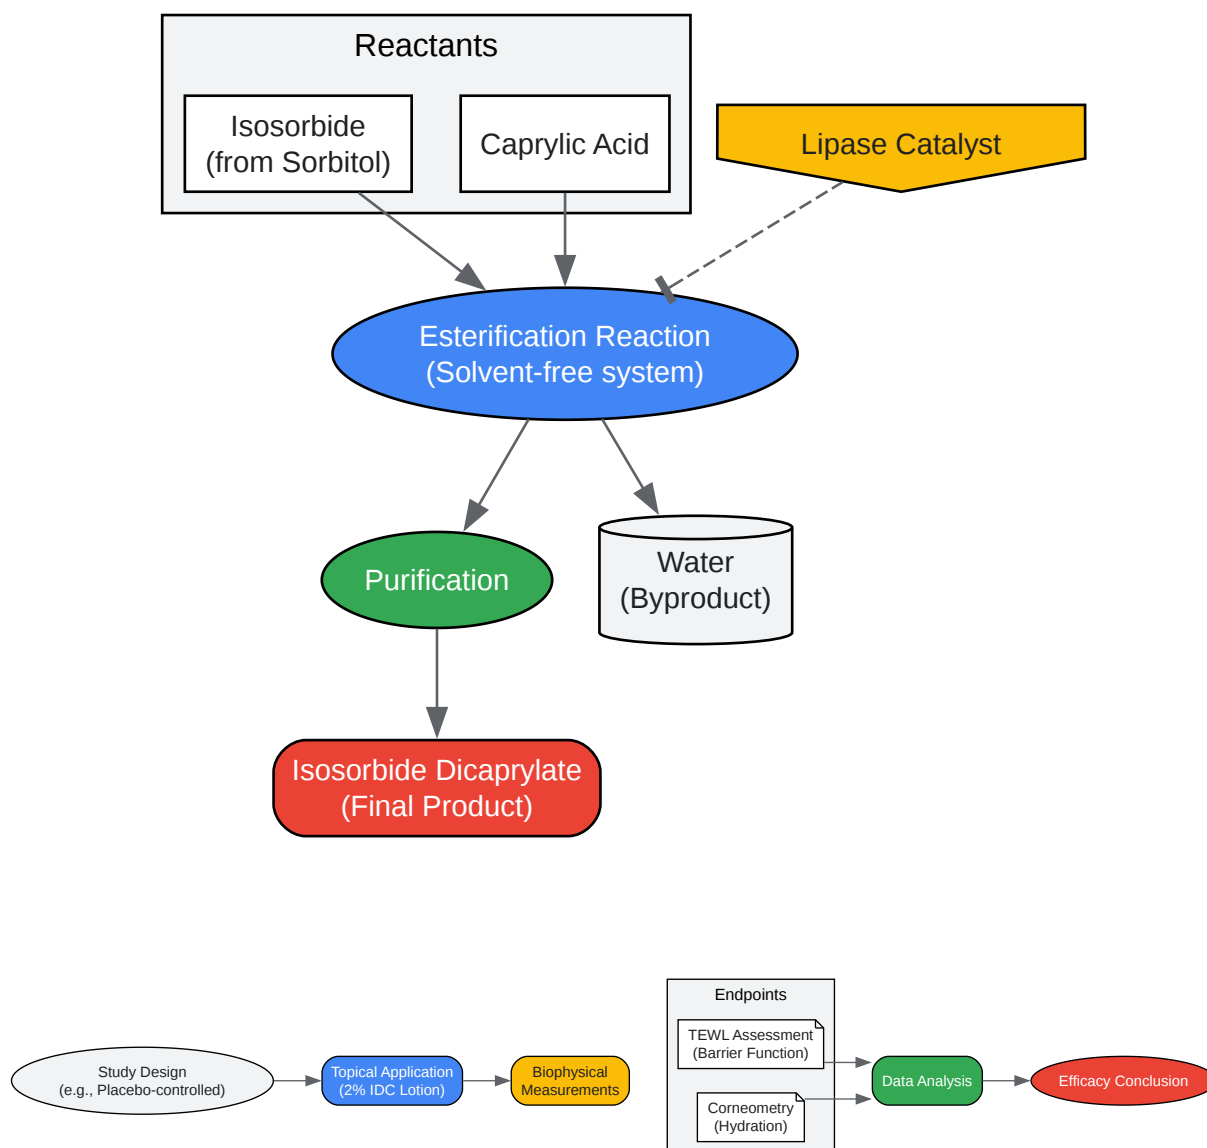 Reactants
Isosorbide
(from Sorbitol)
Caprylic Acid
Lipase Catalyst
Esterification Reaction
(Solvent-free system)
Purification
Water
(Byproduct)
Isosorbide Dicaprylate
(Final Product)
Study Design
(e.g., Placebo-controlled)
Topical Application
(2% IDC Lotion)
Biophysical
Measurements
Endpoints
TEWL Assessment
(Barrier Function)
Corneometry
(Hydration)
Data Analysis
Efficacy Conclusion